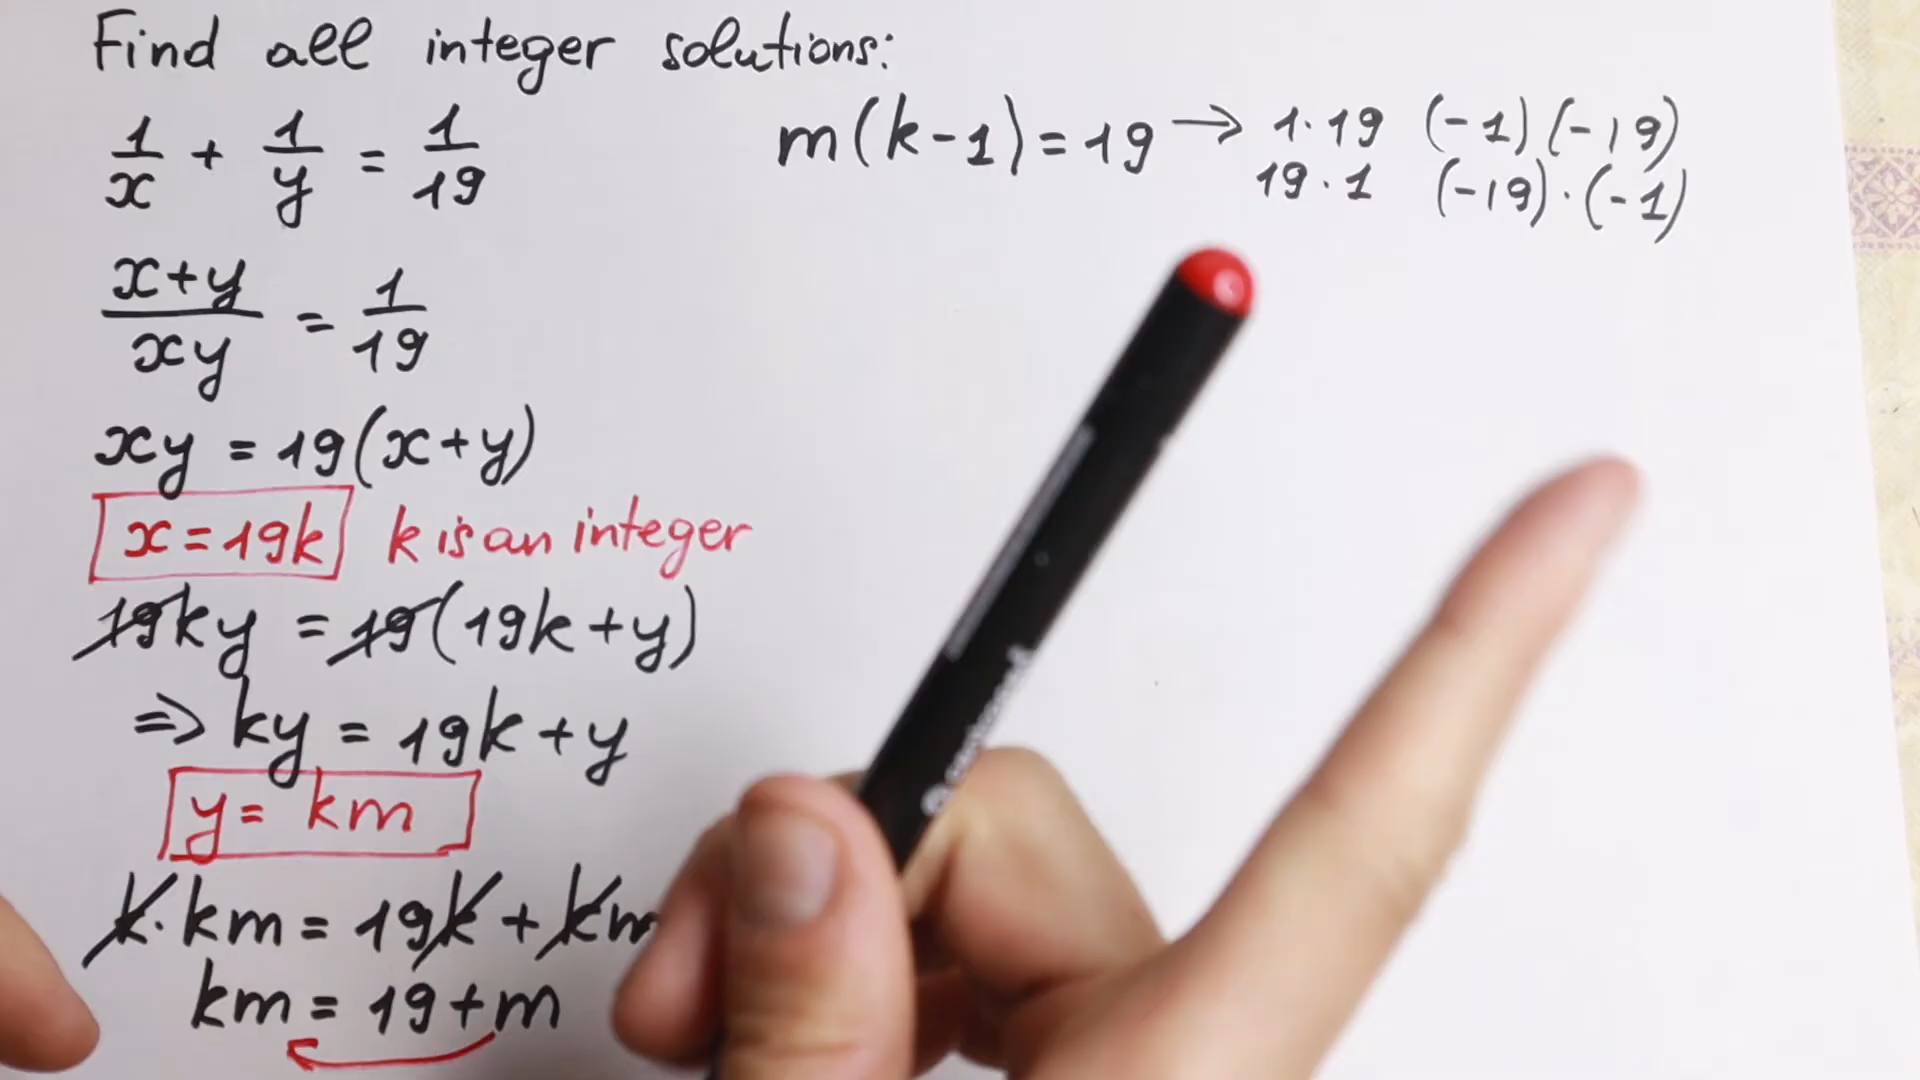 Find all integer solutions:
1/x + 1/y = 1/19
x+y/xy = 1/19
xy = 19(x+y)
x = 19k k is an integer
19ky = 19(19k+y)
⇒ ky = 19k + y
y = km
k·km = 19k + km
km = 19+m
m(k-1) = 19 → 1·19 (-1)(-19)
19·1 (-19)·(-1)